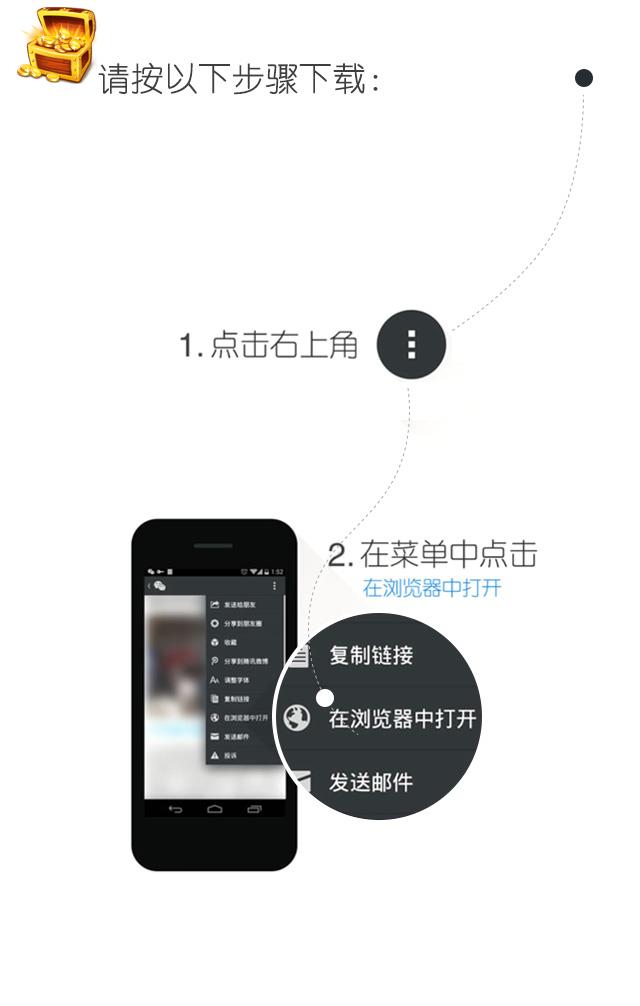 请按以下步骤下载：
1.点击右上角
2.在菜单中点击
在浏览器中打开
1:52
发送给朋友
分享到朋友圈
收藏
分享到腾讯微博
调整字体
复制链接
在浏览器中打开
发送邮件
投诉
复制链接
在浏览器中打开
发送邮件